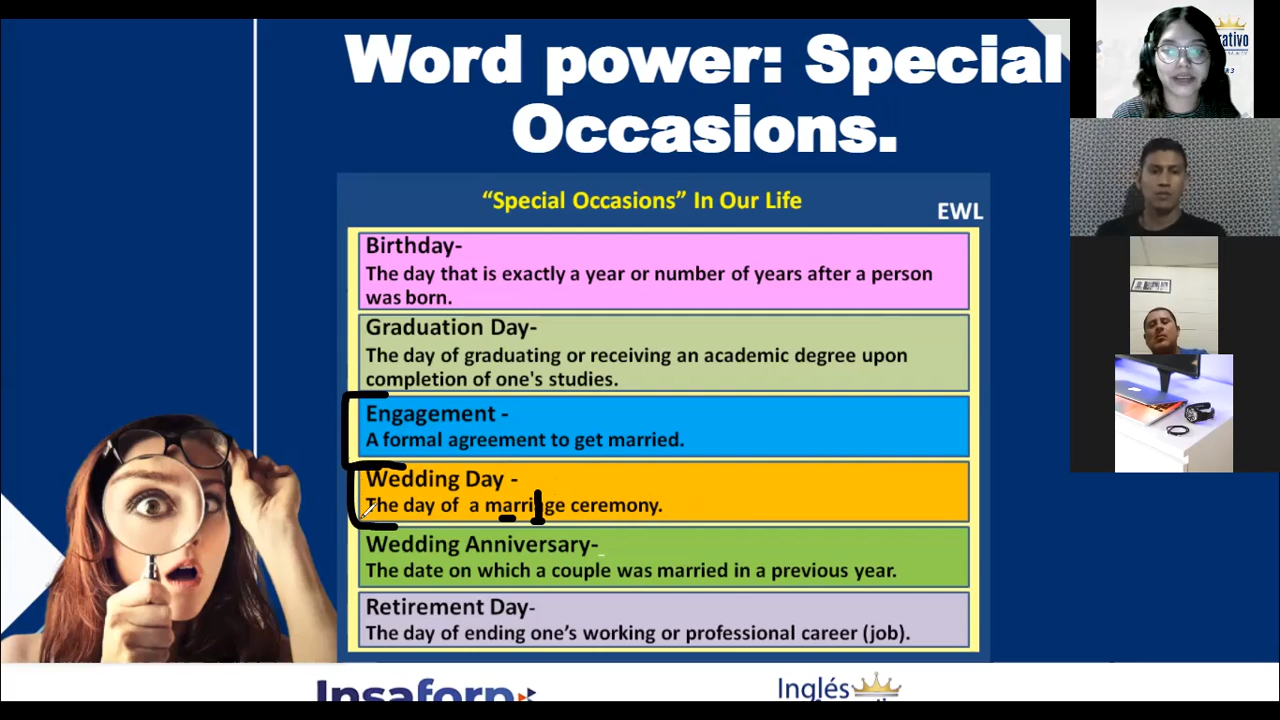 Word power: Special
Occasions.
“Special Occasions” In Our Life
EWL
Birthday-
The day that is exactly a year or number of years after a person
was born.
Graduation Day-
The day of graduating or receiving an academic degree upon
completion of one's studies.
Engagement -
A formal agreement to get married.
Wedding Day -
The day of a marriage ceremony.
Wedding Anniversary-
The date on which a couple was married in a previous year.
Retirement Day-
The day of ending one’s working or professional career (job).
Insaforp
Inglés